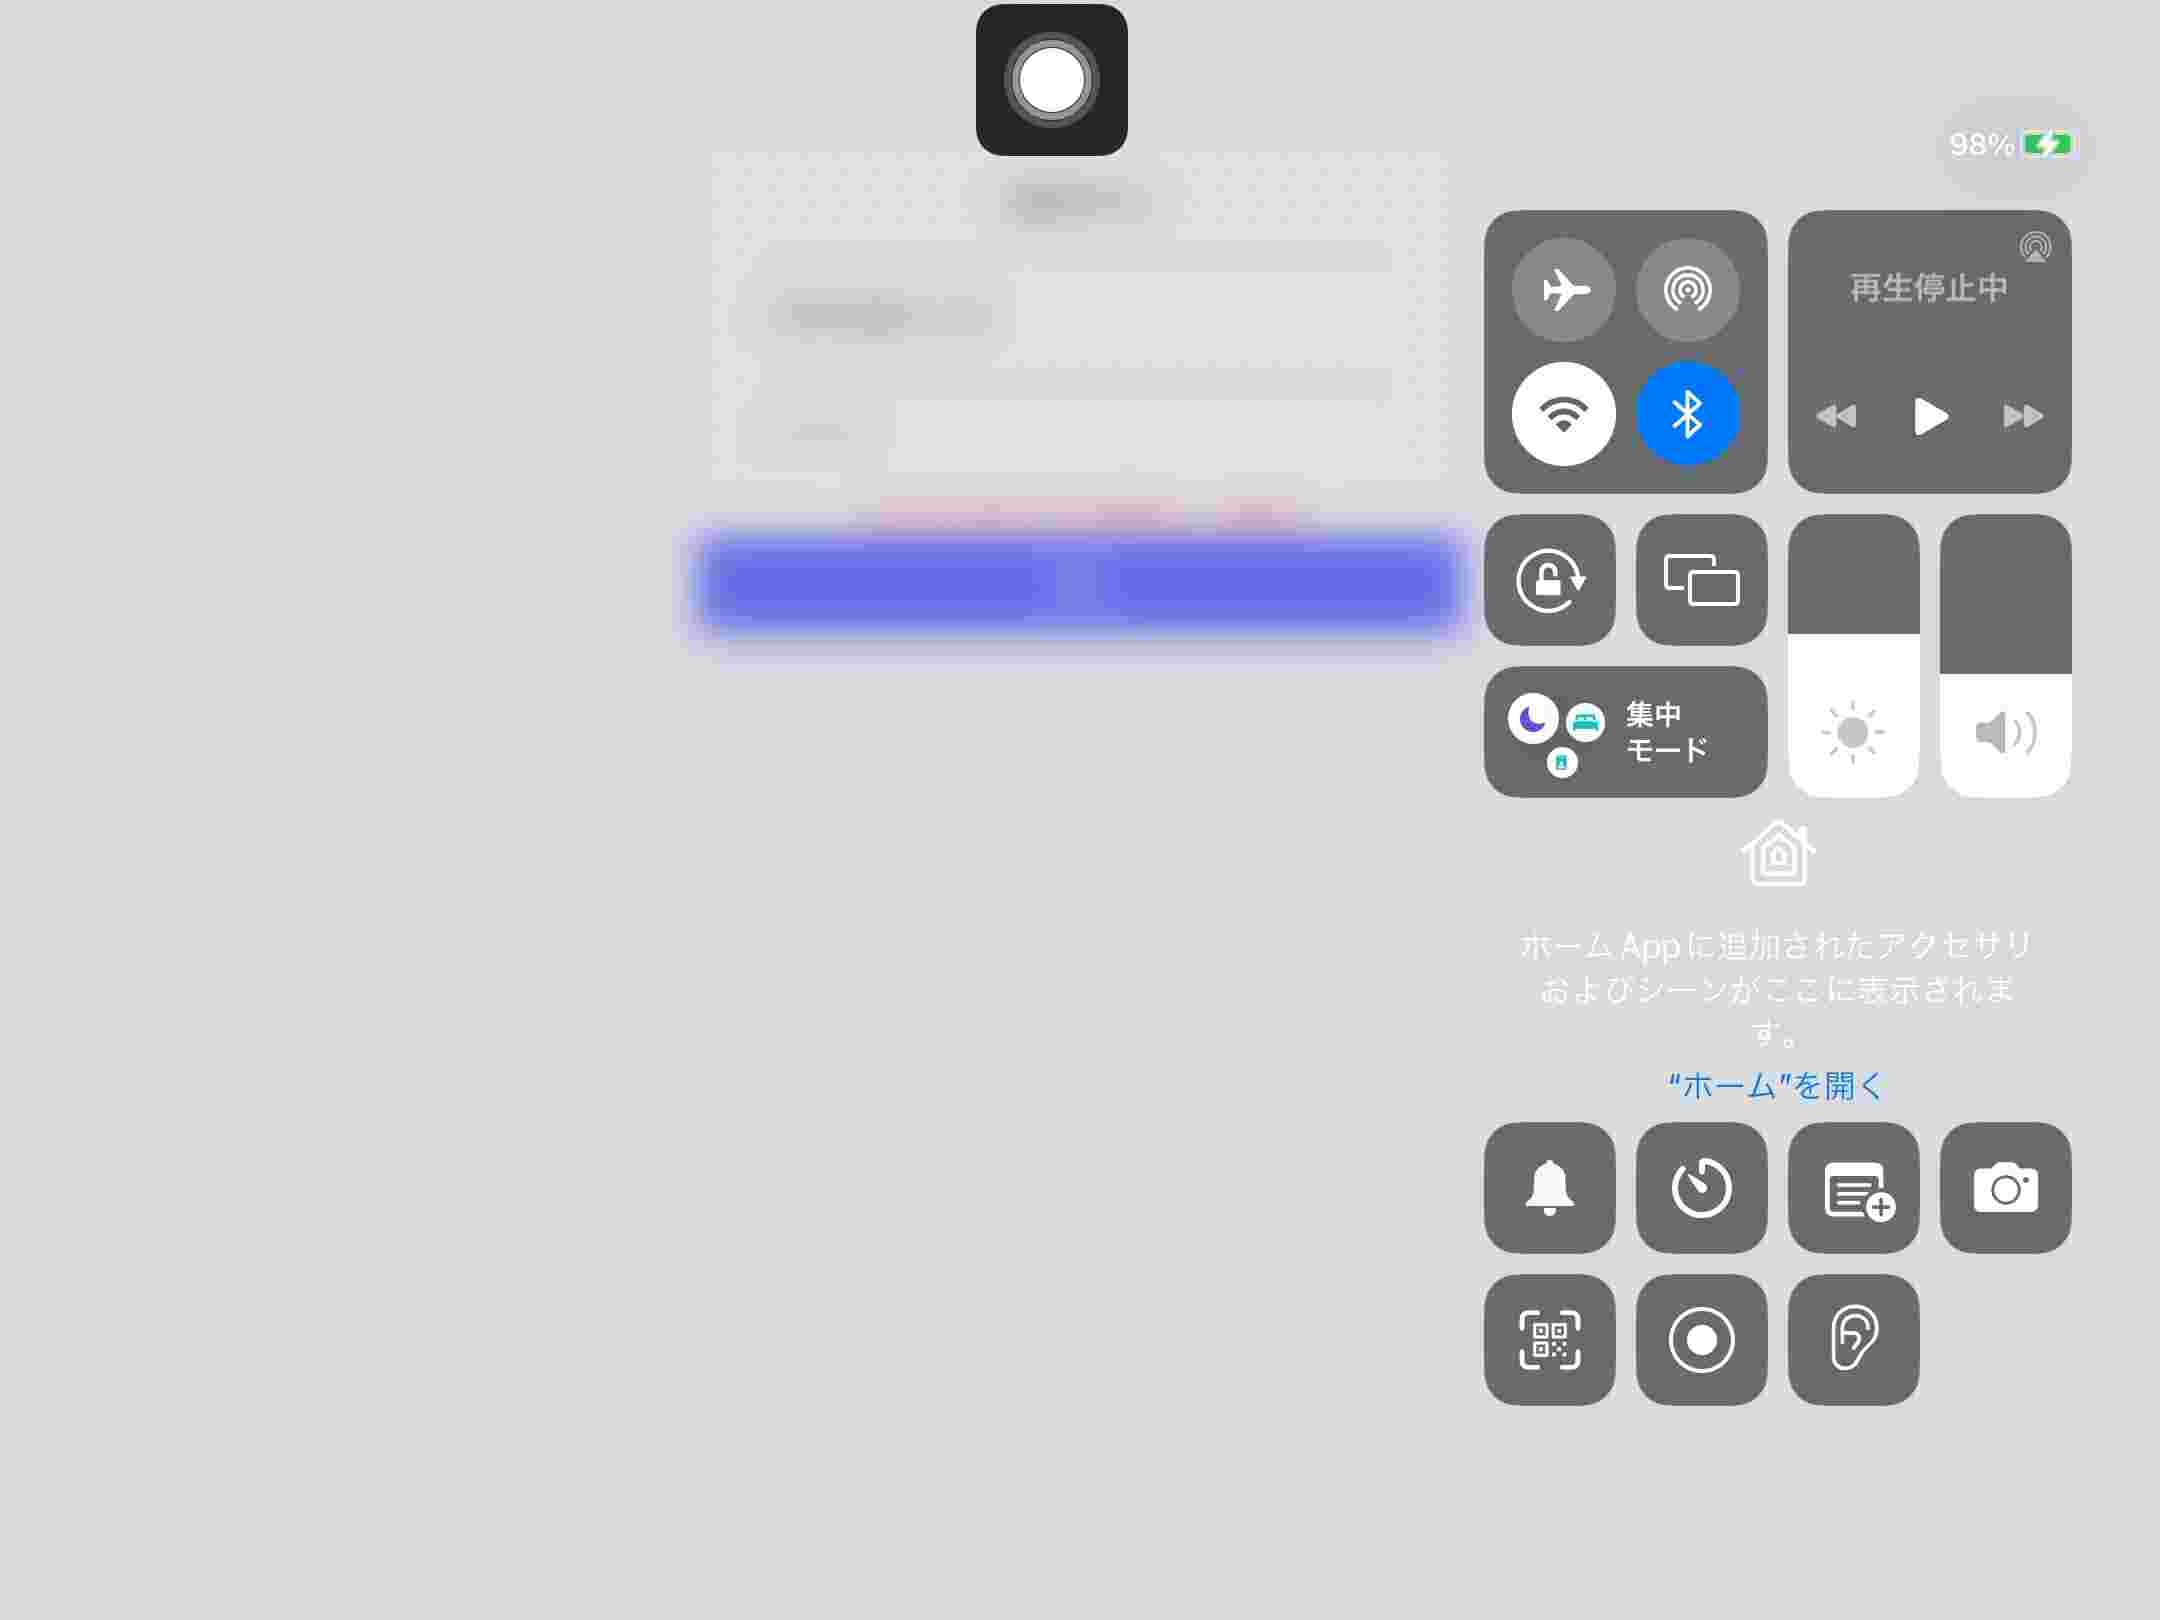 98%
再生停止中
集中
モード
ホーム Appに追加されたアクセサリ
およびシーンがここに表示されま
す。
“ホーム”を開く